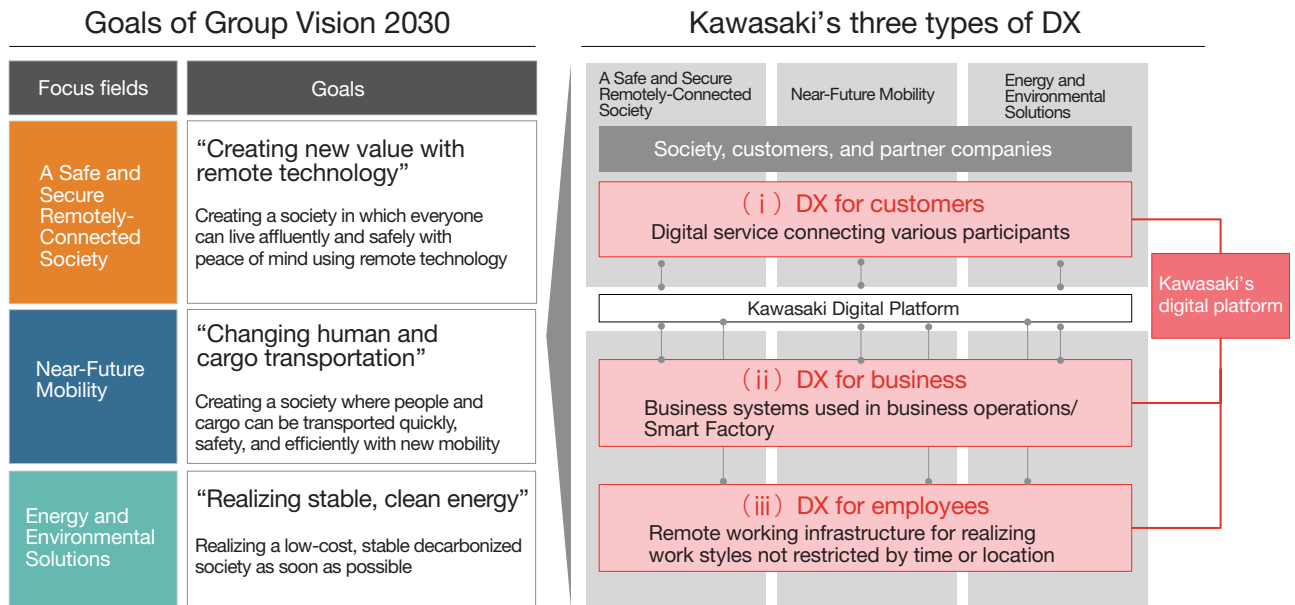 Goals of Group Vision 2030
Focus fields
Goals
A Safe and
Secure
Remotely-
Connected
Society
“Creating new value with
remote technology”
Creating a society in which everyone
can live affluently and safely with
peace of mind using remote technology
Near-Future
Mobility
“Changing human and
cargo transportation”
Creating a society where people and
cargo can be transported quickly,
safety, and efficiently with new mobility
Energy and
Environmental
Solutions
“Realizing stable, clean energy”
Realizing a low-cost, stable decarbonized
society as soon as possible
Kawasaki’s three types of DX
A Safe and Secure
Remotely-Connected
Society
Near-Future Mobility
Energy and
Environmental
Solutions
Society, customers, and partner companies
（ⅰ）DX for customers
Digital service connecting various participants
Kawasaki Digital Platform
（ⅱ）DX for business
Business systems used in business operations/
Smart Factory
（ⅲ）DX for employees
Remote working infrastructure for realizing
work styles not restricted by time or location
Kawasaki’s
digital platform